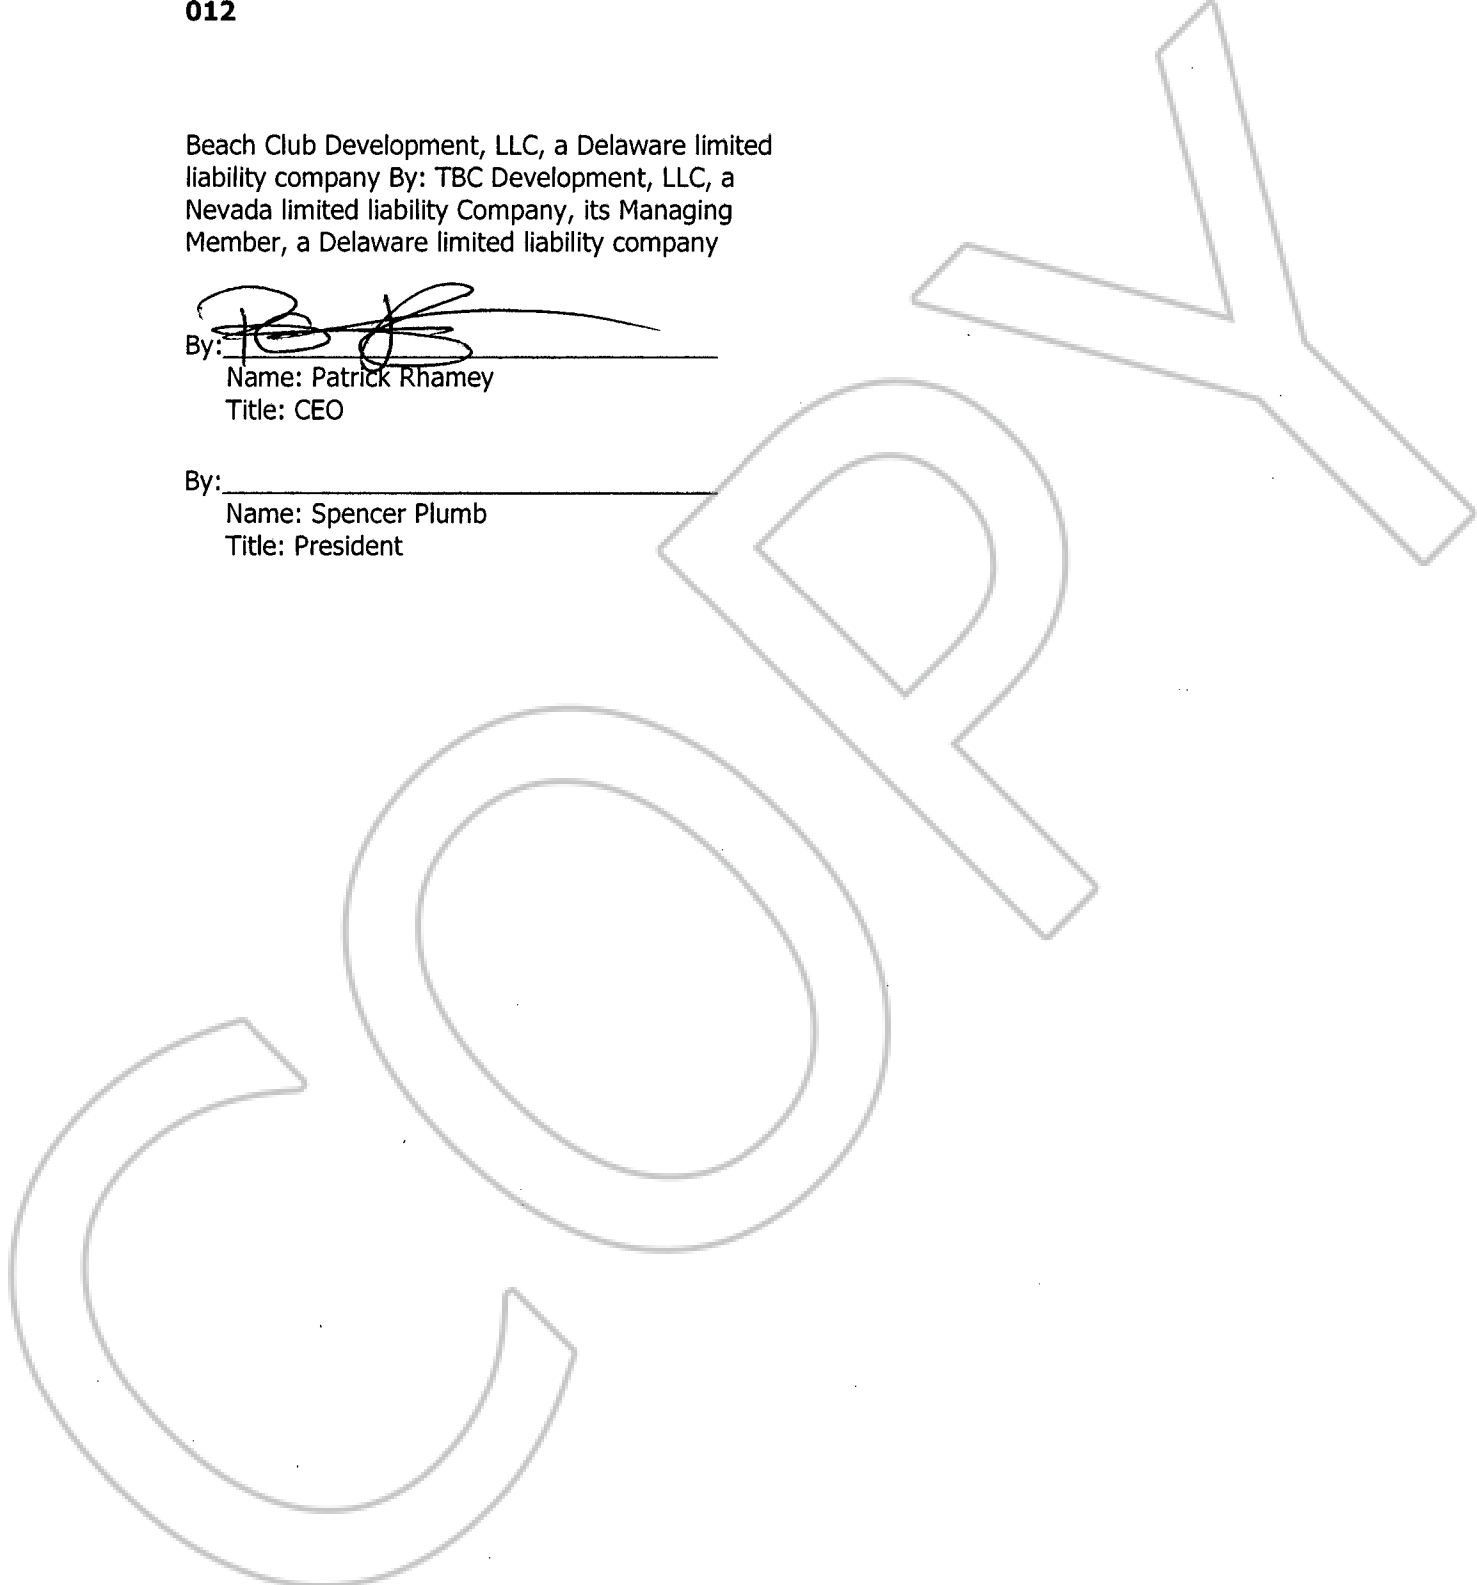 012
Beach Club Development, LLC, a Delaware limited
liability company By: TBC Development, LLC, a
Nevada limited liability Company, its Managing
Member, a Delaware limited liability company
By:
Name: Patrick Rhamey
Title: CEO
By:
Name: Spencer Plumb
Title: President
COPY